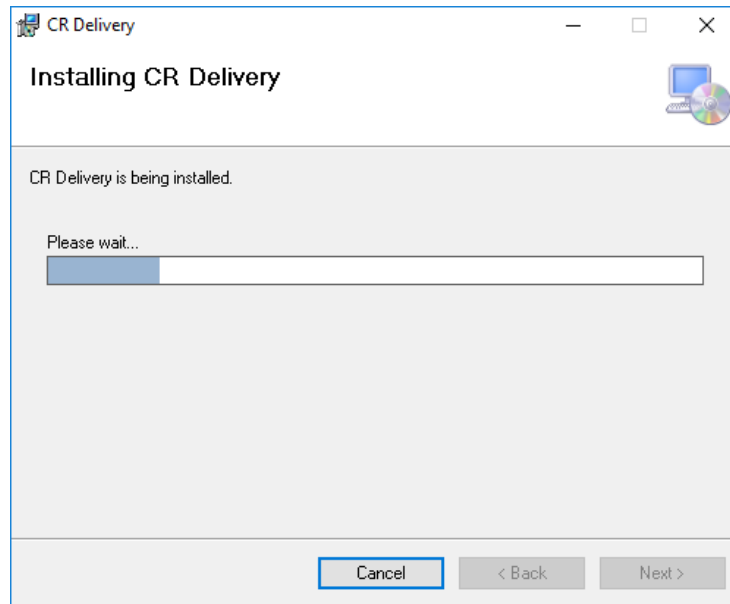 CR Delivery
Installing CR Delivery
CR Delivery is being installed.
Please wait...
Cancel
< Back
Next >